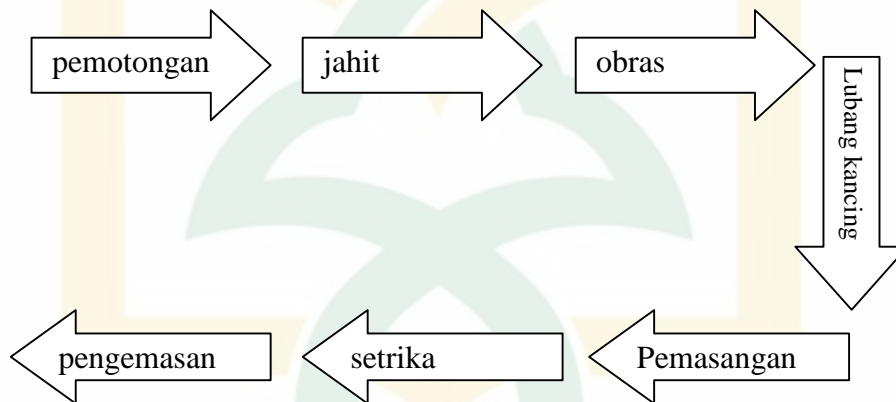 pemotongan
jahit
obras
Lubang kancing
Pemasangan
setrika
pengemasan